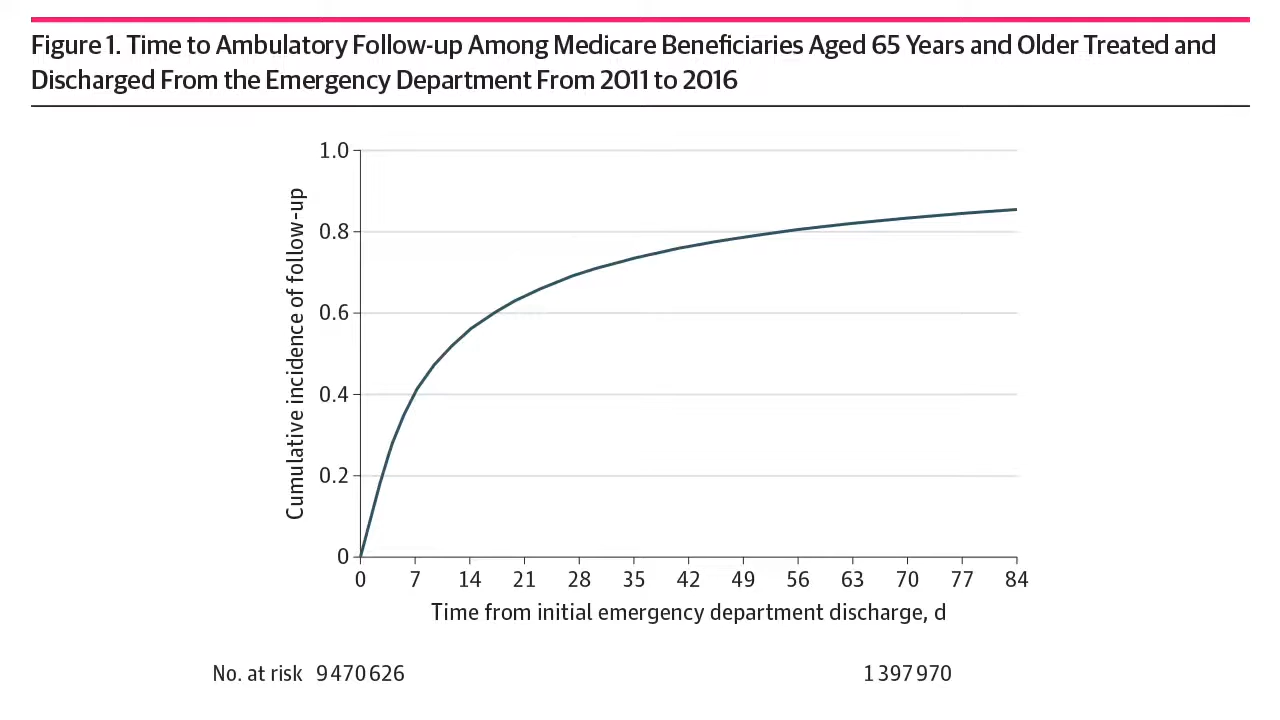 Figure 1. Time to Ambulatory Follow-up Among Medicare Beneficiaries Aged 65 Years and Older Treated and
Discharged From the Emergency Department From 2011 to 2016
Cumulative incidence of follow-up
1.0
0.8
0.6
0.4
0.2
0
0 7 14 21 28 35 42 49 56 63 70 77 84
Time from initial emergency department discharge, d
No. at risk 9 470 626 1 397 970